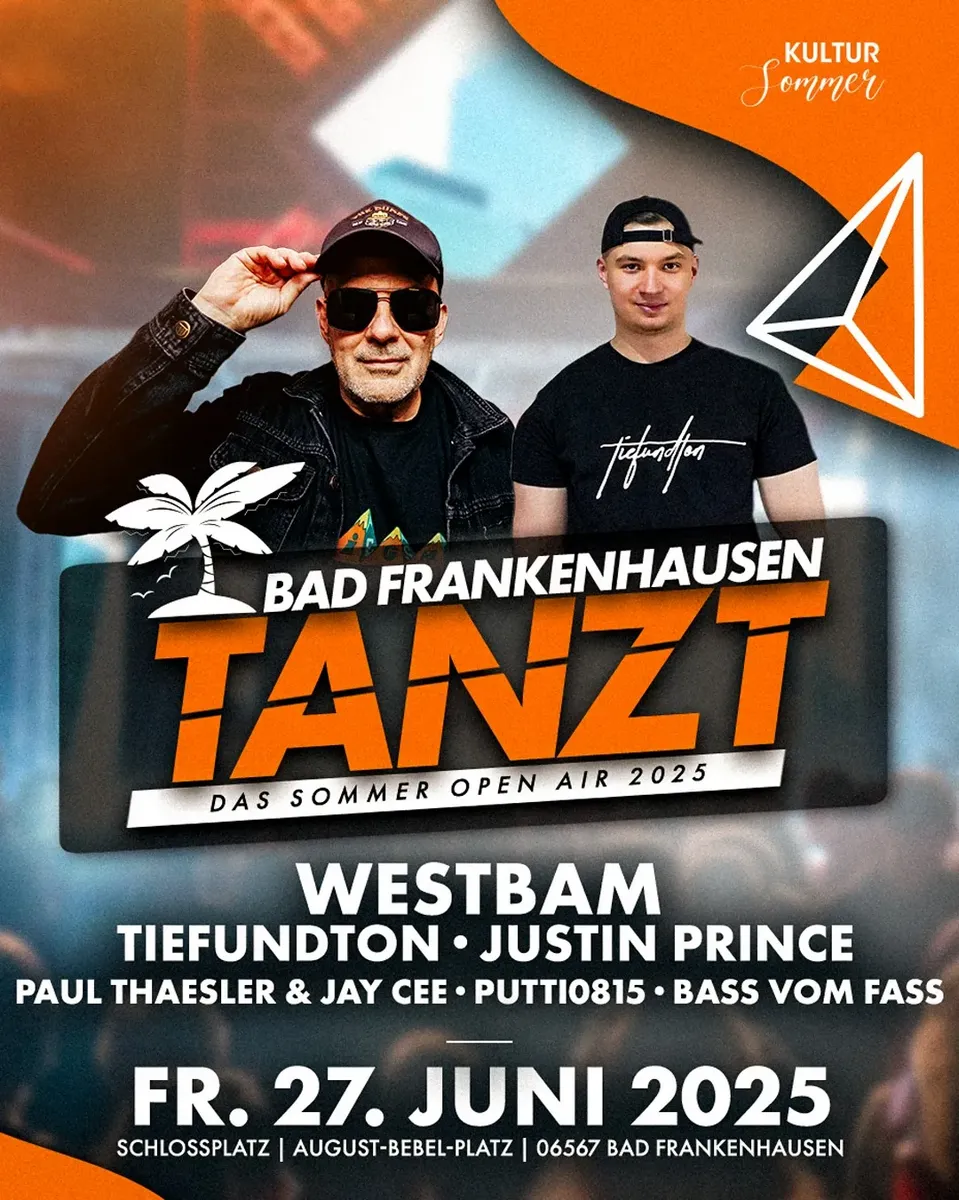 KULTUR
Sommer
tiefundton
BAD FRANKENHAUSEN
TANZT
DAS SOMMER OPEN AIR 2025
WESTBAM
TIEFUNDTON • JUSTIN PRINCE
PAUL THAESLER & JAY CEE • PUTTI0815 • BASS VOM FASS
FR. 27. JUNI 2025
SCHLOSSPLATZ | AUGUST-BEBEL-PLATZ | 06567 BAD FRANKENHAUSEN